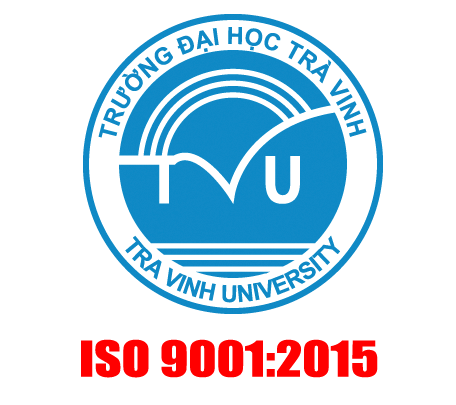 TRƯỜNG ĐẠI HỌC TRÀ VINH
TVU
TRA VINH UNIVERSITY
ISO 9001:2015